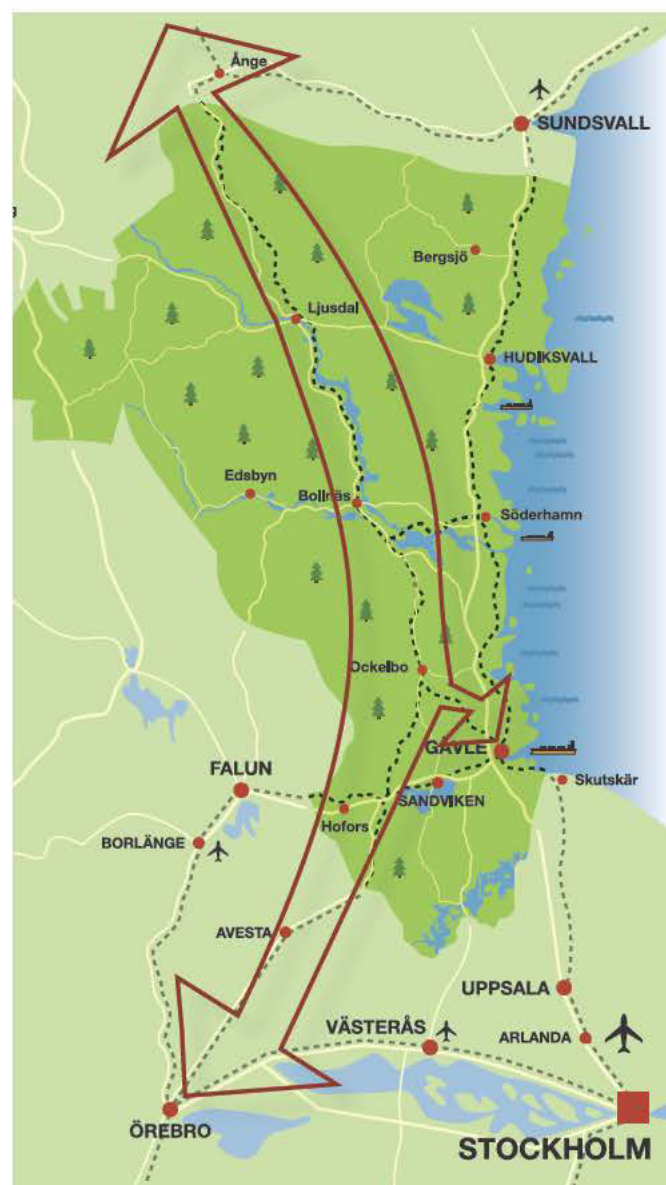 Ånge
SUNDSVALL
g
Bergsjö
Ljusdal
HUDIKSVALL
Edsbyn
Bollnäs
Söderhamn
Ockelbo
GÄVLE
FALUN
Skutskär
SANDVIKEN
Hofors
BORLÄNGE
AVESTA
UPPSALA
VÄSTERÅS
ARLANDA
ÖREBRO
STOCKHOLM